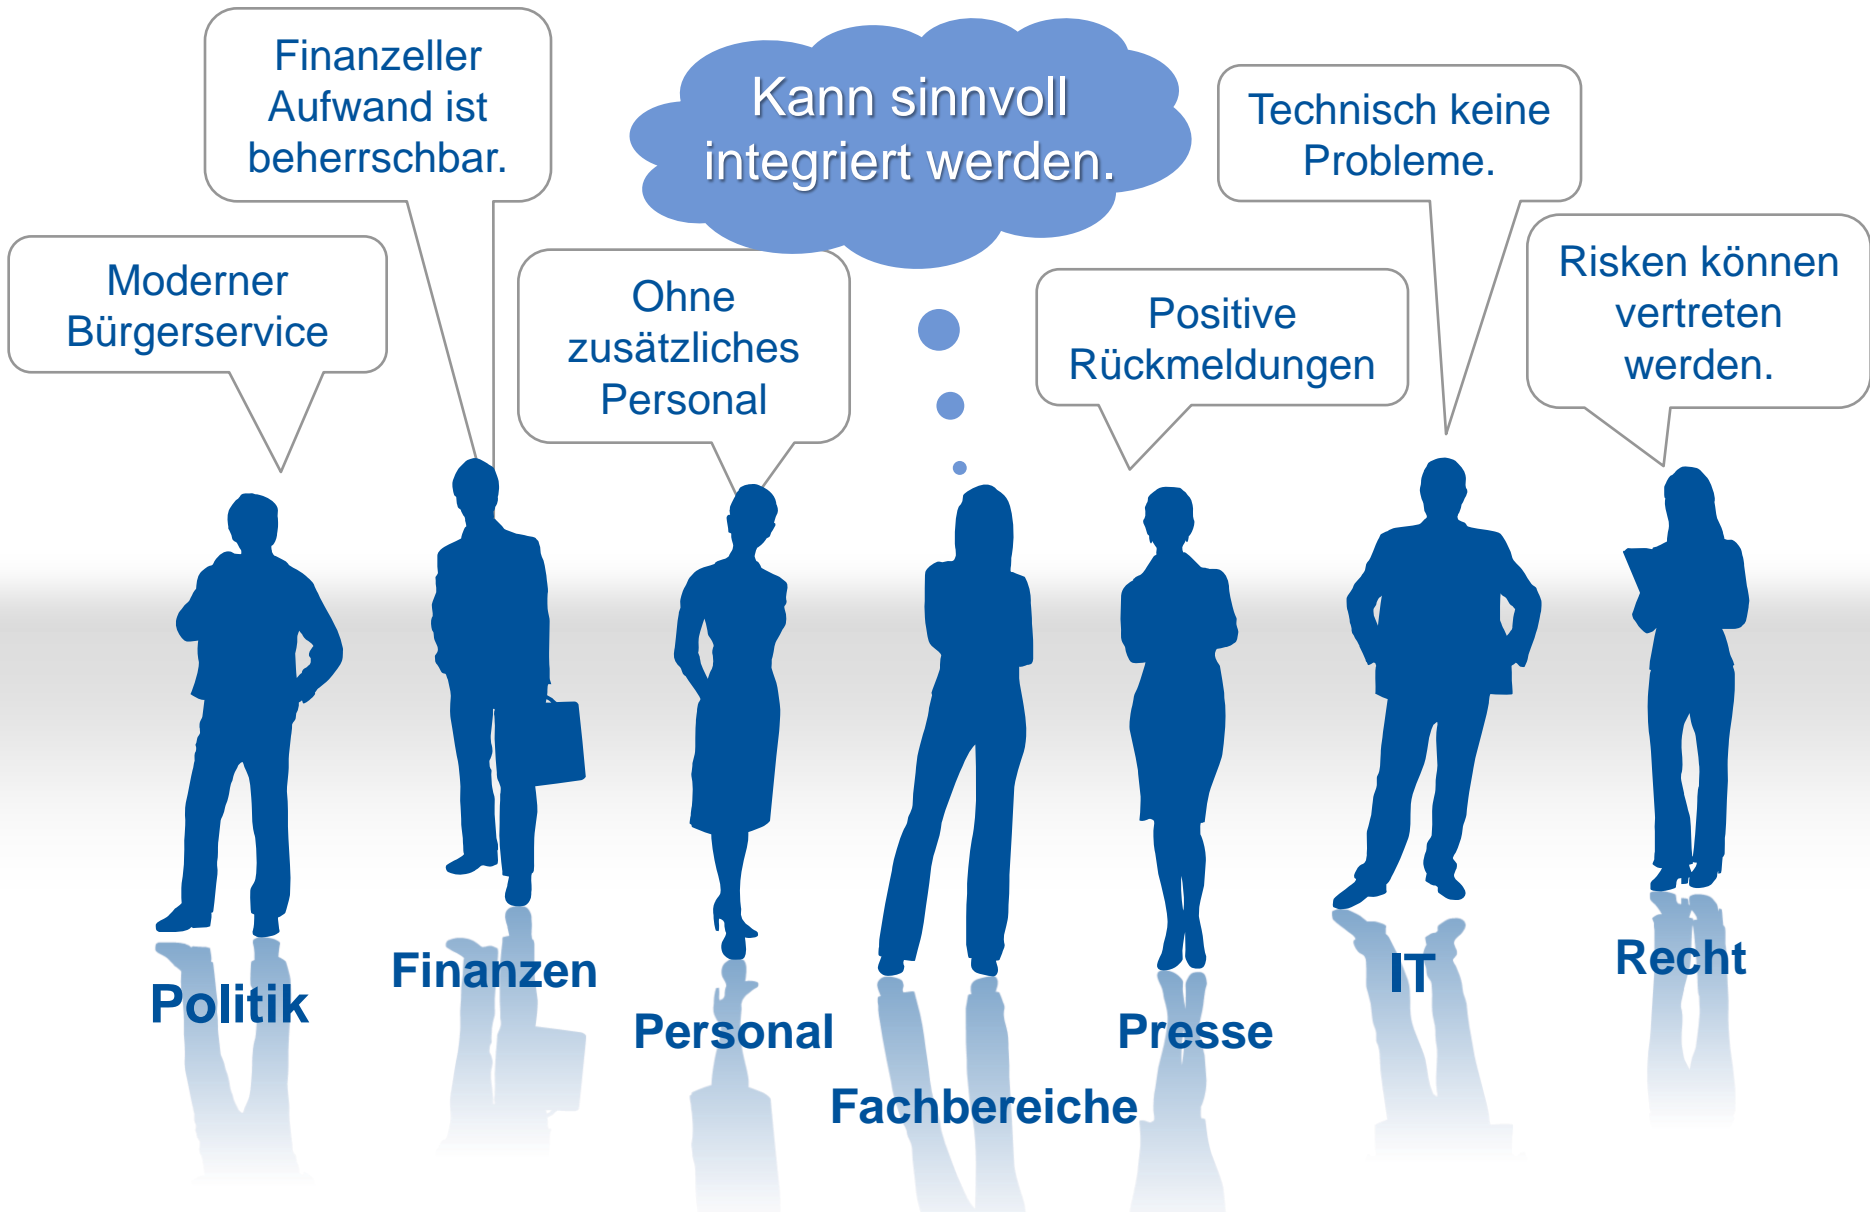 Finanzeller
Aufwand ist
beherrschbar.
Kann sinnvoll
integriert werden.
Technisch keine
Probleme.
Moderner
Bürgerservice
Ohne
zusätzliches
Personal
Positive
Rückmeldungen
Risken können
vertreten
werden.
Politik
Finanzen
Personal
Fachbereiche
Presse
IT
Recht